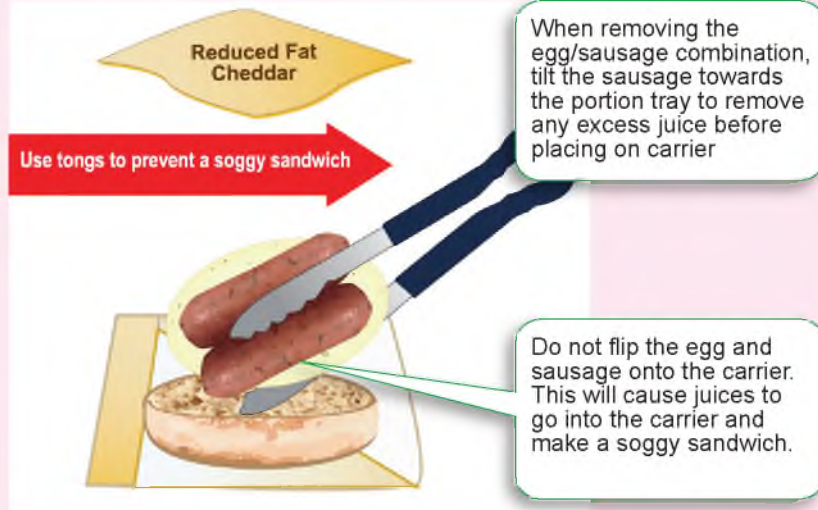 Reduced Fat
Cheddar
Use tongs to prevent a soggy sandwich
When removing the
egg/sausage combination,
tilt the sausage towards
the portion tray to remove
any excess juice before
placing on carrier
Do not flip the egg and
sausage onto the carrier.
This will cause juices to
go into the carrier and
make a soggy sandwich.